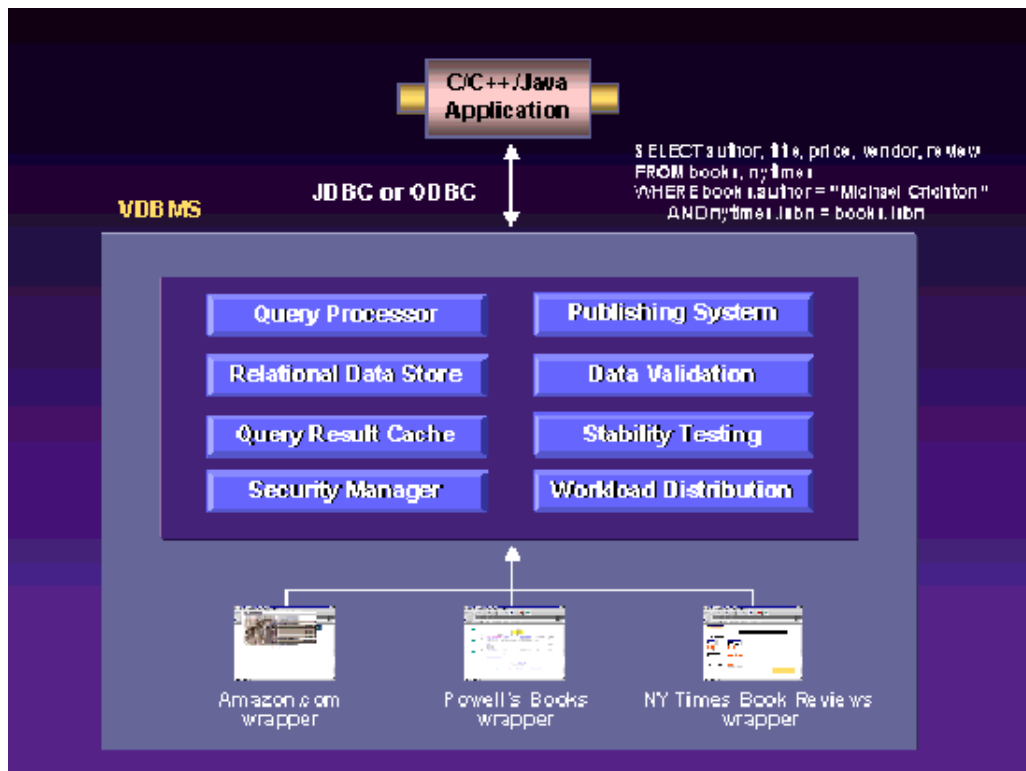 C/C++/Java
Application
SELECT author, title, price, vendor, review
FROM books, nytimes
WHERE books.author = "Michael Crichton"
AND nytimes.isbn = books.isbn
JDBC or ODBC
VDBMS
Query Processor
Publishing System
Relational Data Store
Data Validation
Query Result Cache
Stability Testing
Security Manager
Workload Distribution
Amazon.com
wrapper
Powell's Books
wrapper
NY Times Book Reviews
wrapper